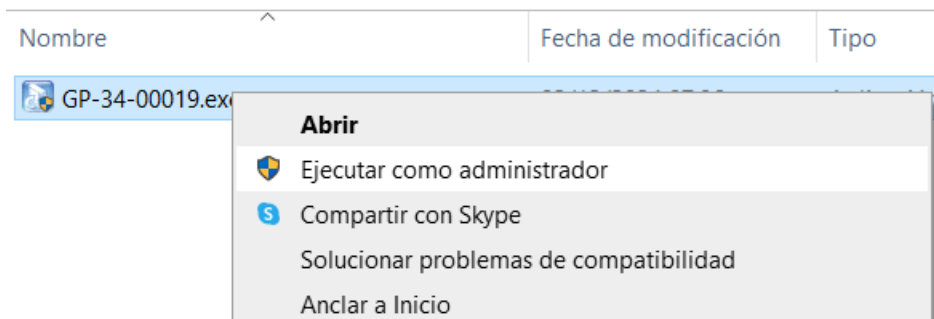 Nombre Fecha de modificación Tipo
GP-34-00019.exe
Abrir
Ejecutar como administrador
Compartir con Skype
Solucionar problemas de compatibilidad
Anclar a Inicio